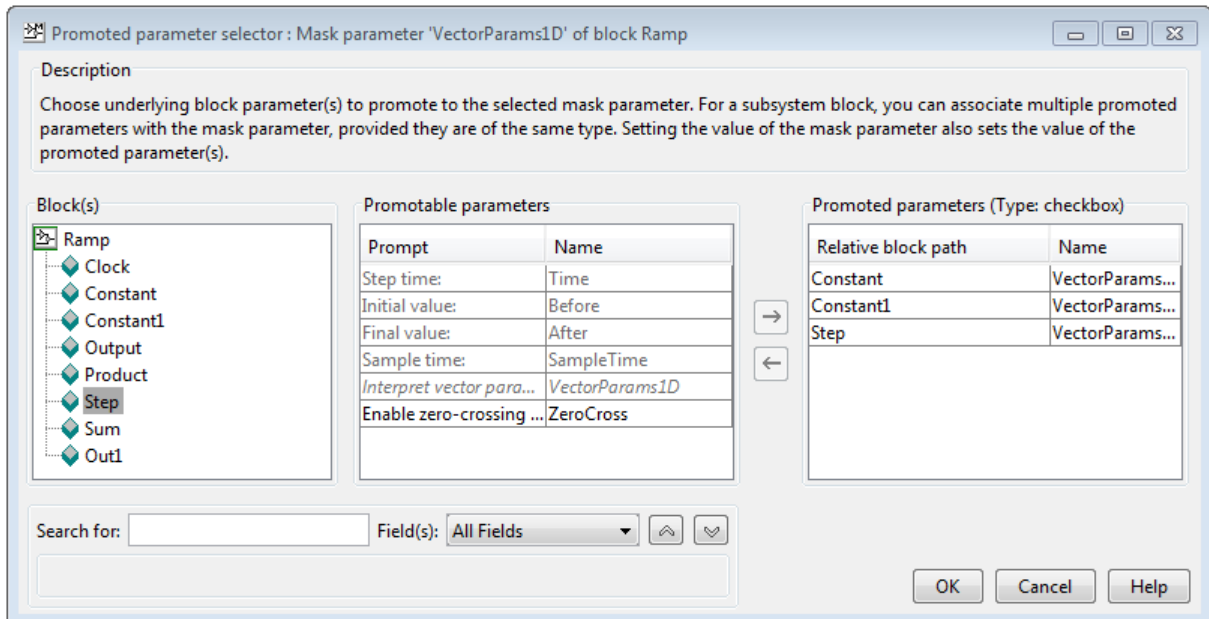 Promoted parameter selector : Mask parameter 'VectorParams1D' of block Ramp
Description
Choose underlying block parameter(s) to promote to the selected mask parameter. For a subsystem block, you can associate multiple promoted
parameters with the mask parameter, provided they are of the same type. Setting the value of the mask parameter also sets the value of the
promoted parameter(s).
Block(s)
Ramp
Clock
Constant
Constant1
Output
Product
Step
Sum
Out1
Promotable parameters
Prompt Name
Step time: Time
Initial value: Before
Final value: After
Sample time: SampleTime
Interpret vector para... VectorParams1D
Enable zero-crossing ... ZeroCross
Promoted parameters (Type: checkbox)
Relative block path Name
Constant VectorParams...
Constant1 VectorParams...
Step VectorParams...
Search for: Field(s): All Fields
OK Cancel Help